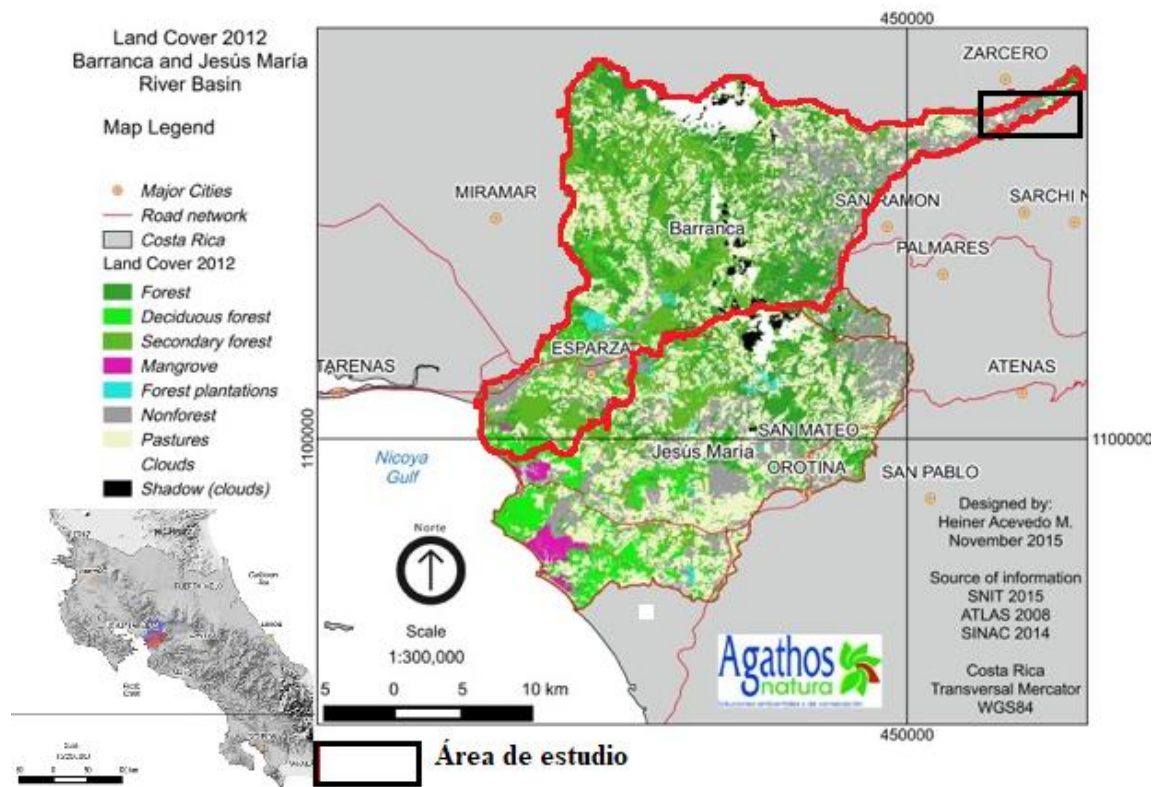 Land Cover 2012
Barranca and Jesús María
River Basin
Map Legend
Major Cities
Road network
Costa Rica
Land Cover 2012
Forest
Deciduous forest
Secondary forest
Mangrove
Forest plantations
Nonforest
Pastures
Clouds
Shadow (clouds)
450000
ZARCERO
MIRAMAR
SAN RAMON
SARCHI N
Barranca
PALMARES
ESPARZA
TARENAS
ATENAS
1100000
1100000
SAN MATEO
Jesús María
OROTINA
SAN PABLO
Nicoya
Gulf
Norte
Scale
1:300,000
5 0 5 10 km
Agathos
natura
Designed by:
Heiner Acevedo M.
November 2015
Source of information
SNIT 2015
ATLAS 2008
SINAC 2014
Costa Rica
Transversal Mercator
WGS84
450000
Área de estudio